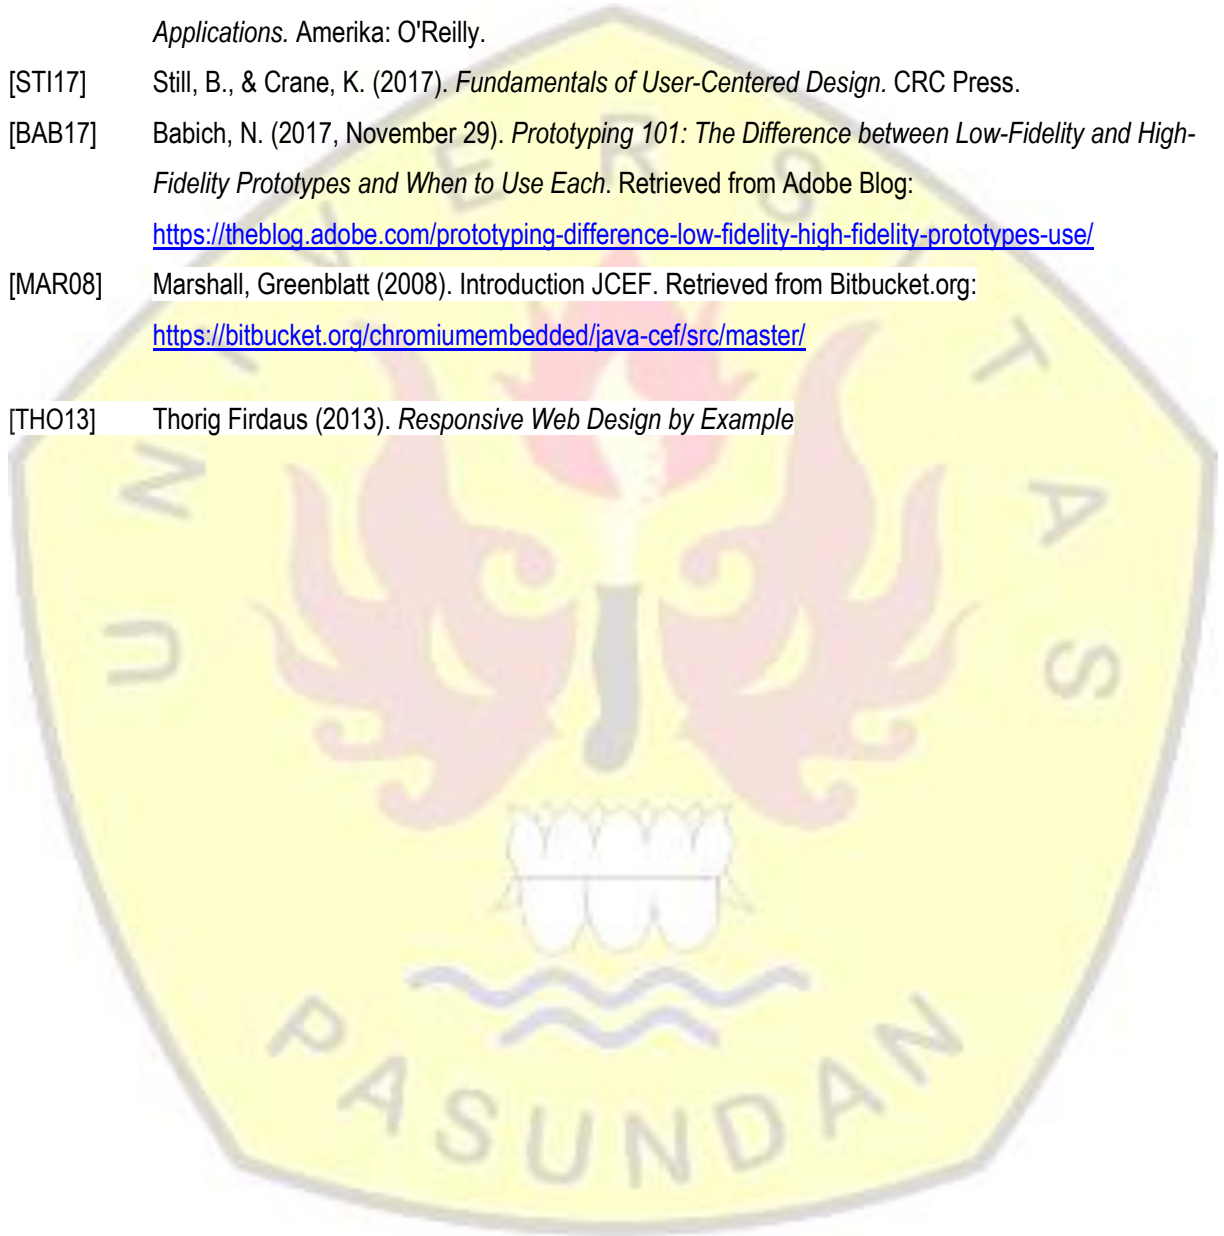 Applications. Amerika: O'Reilly.
[STI17] Still, B., & Crane, K. (2017). Fundamentals of User-Centered Design. CRC Press.
[BAB17] Babich, N. (2017, November 29). Prototyping 101: The Difference between Low-Fidelity and High-
Fidelity Prototypes and When to Use Each. Retrieved from Adobe Blog:
https://theblog.adobe.com/prototyping-difference-low-fidelity-high-fidelity-prototypes-use/
[MAR08] Marshall, Greenblatt (2008). Introduction JCEF. Retrieved from Bitbucket.org:
https://bitbucket.org/chromiumembedded/java-cef/src/master/
[THO13] Thorig Firdaus (2013). Responsive Web Design by Example
UNIVERSITAS
PASUNDAN